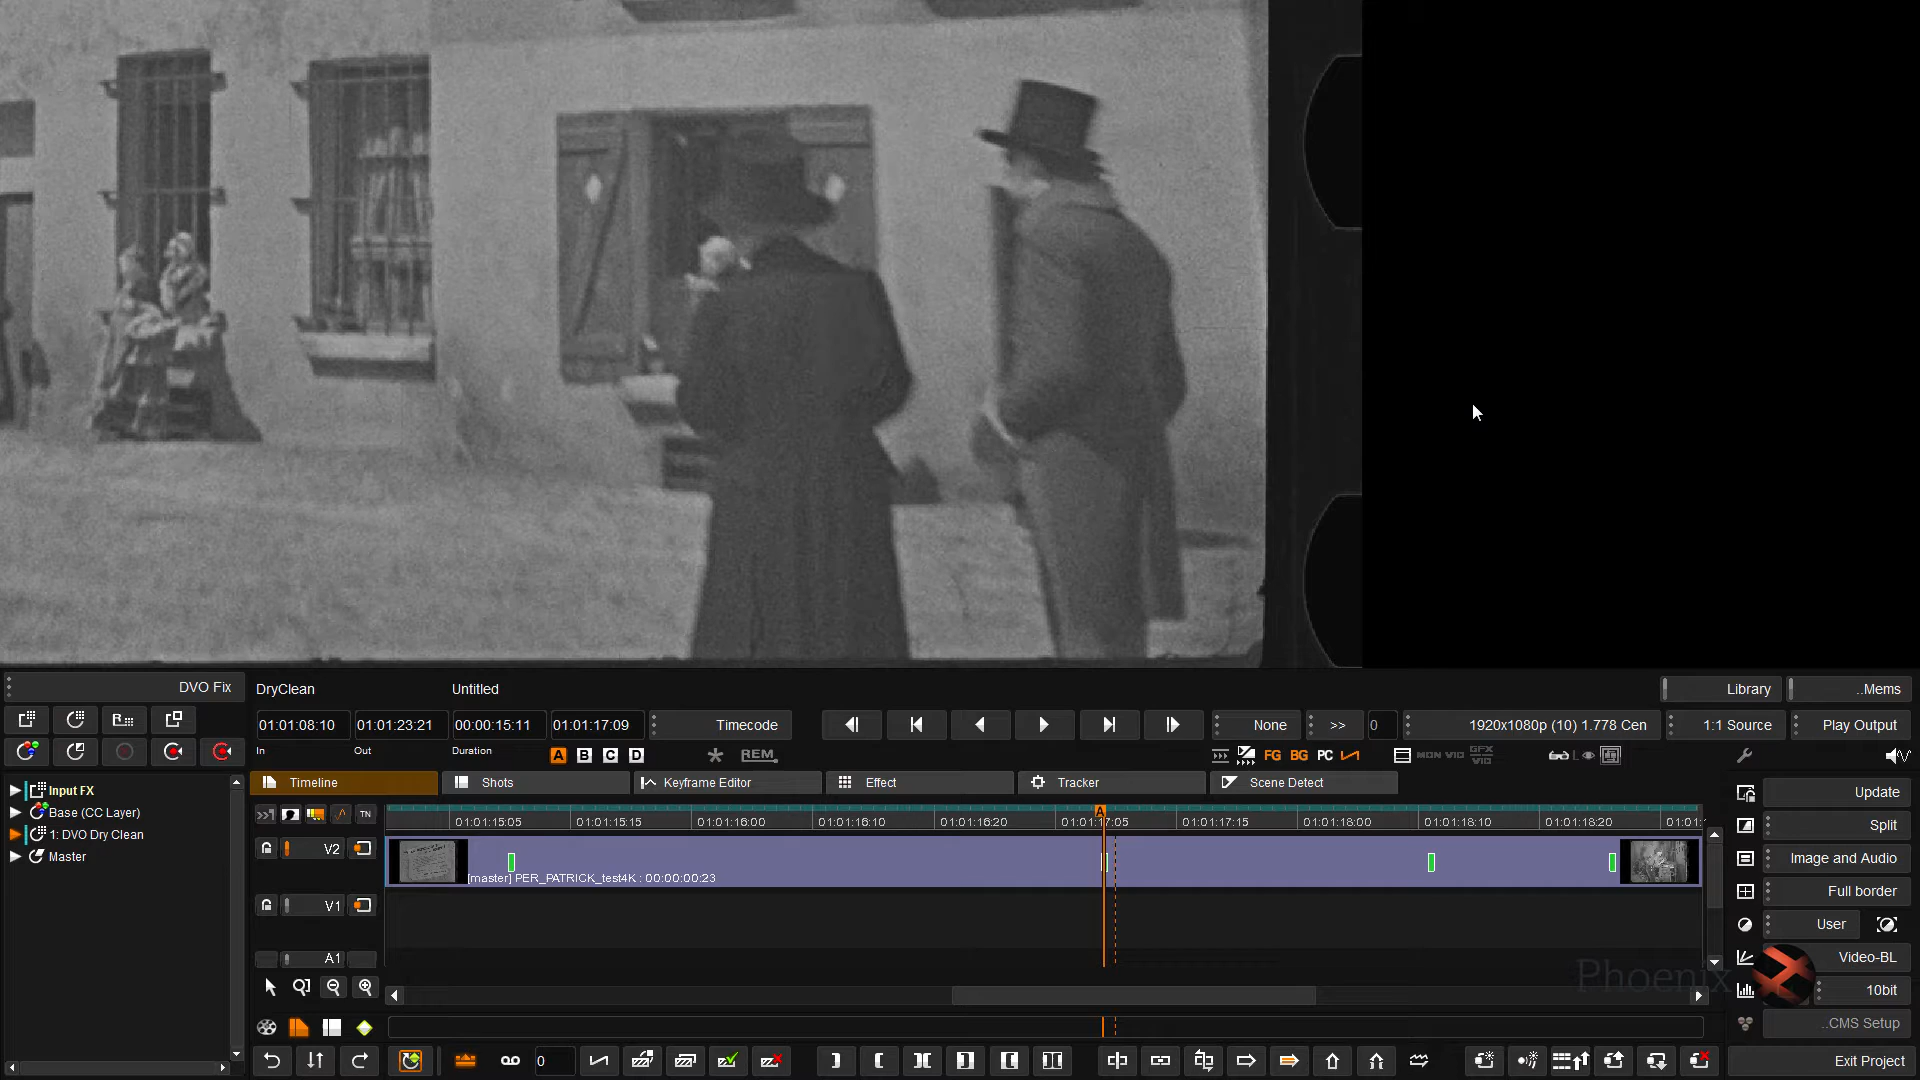 DVO Fix
DryClean
Untitled
Library
..Mems
01:01:08:10
01:01:23:21
00:00:15:11
01:01:17:09
Timecode
None
>>
0
1920x1080p (10) 1.778 Cen
1:1 Source
Play Output
In
Out
Duration
A
B
C
D
REM
FG
BG
PC
MON
VID
GFX
VID
L
Timeline
Shots
Keyframe Editor
Effect
Tracker
Scene Detect
Input FX
Base (CC Layer)
1: DVO Dry Clean
Master
TN
A
01:01:15:05
01:01:15:15
01:01:16:00
01:01:16:10
01:01:16:20
01:01:17:05
01:01:17:15
01:01:18:00
01:01:18:10
01:01:18:20
01:01:
V2
[master] PER_PATRICK_test4K : 00:00:00:23
V1
A1
Update
Split
Image and Audio
Full border
User
Video-BL
10bit
..CMS Setup
Phoenix
0
Exit Project